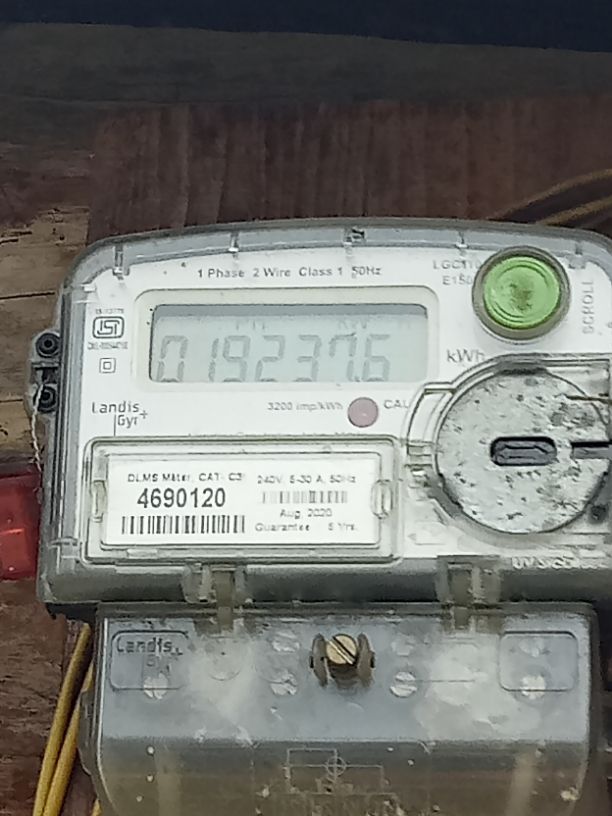 1 Phase 2 Wire Class 1 50Hz
SCROLL
019237.6
kWh
Landis
Gyr+
3200 imp/kWh
CAL
DLMS Meter, CAT- C3
4690120
240V, 5-30 A, 50Hz
Aug, 2020
Guarantee 5 Yrs.
Landis
Gyr